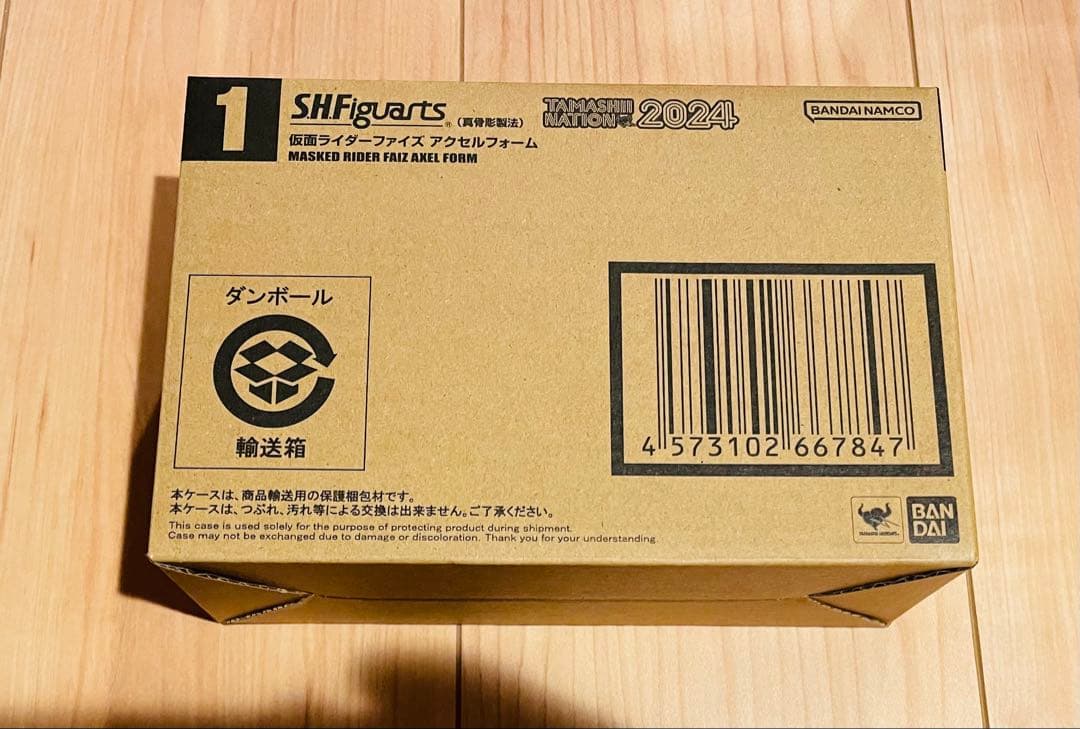 1
S.H.Figuarts® (真骨彫製法)
TAMASHII NATION 2024
BANDAI NAMCO
仮面ライダーファイズ アクセルフォーム
MASKED RIDER FAIZ AXEL FORM
ダンボール
輸送箱
4 573102 667847
本ケースは、商品輸送用の保護梱包材です。
本ケースは、つぶれ、汚れ等による交換は出来ません。ご了承ください。
This case is used solely for the purpose of protecting product during shipment.
Case may not be exchanged due to damage or discoloration. Thank you for your understanding.
TAMASHII NATIONS
BAN
DAI